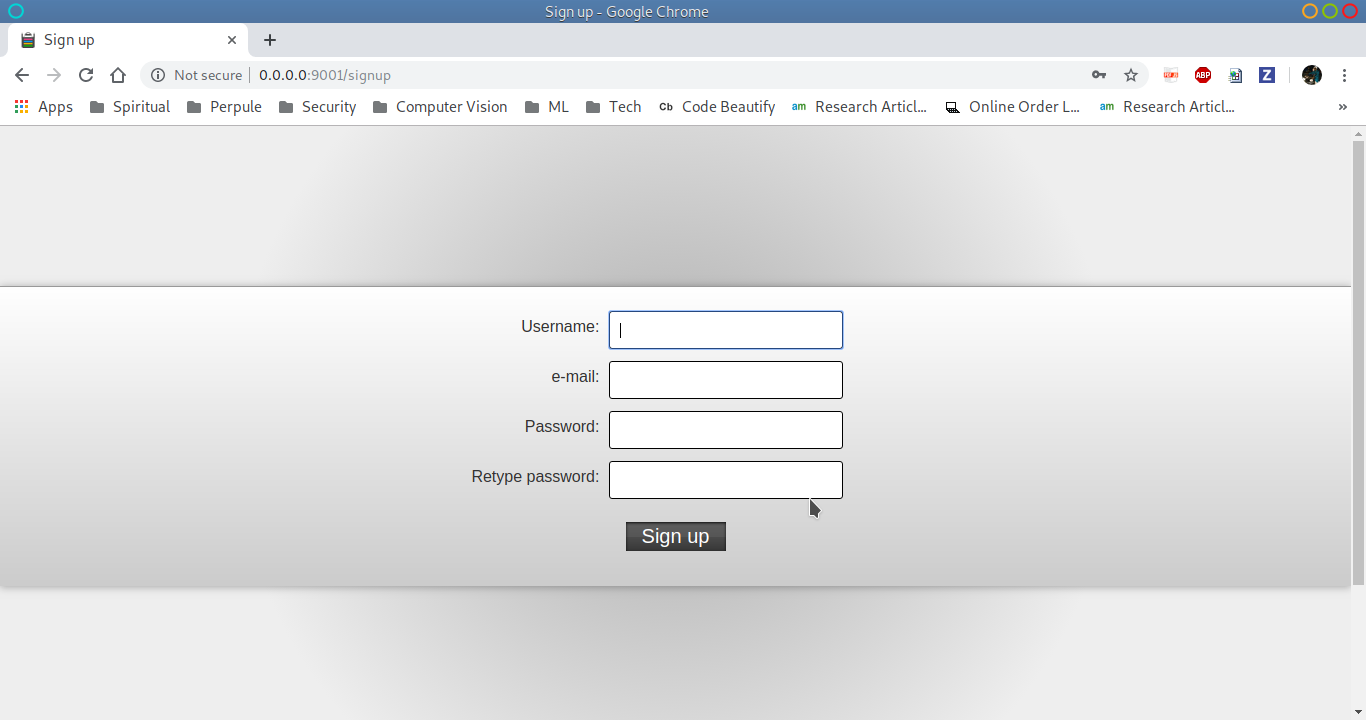 Sign up - Google Chrome
Sign up
Not secure 0.0.0.0:9001/signup
ABP Z
Apps Spiritual Perpule Security Computer Vision ML Tech Cb Code Beautify am Research Articl... Online Order L... am Research Articl... »
Username:
e-mail:
Password:
Retype password:
Sign up